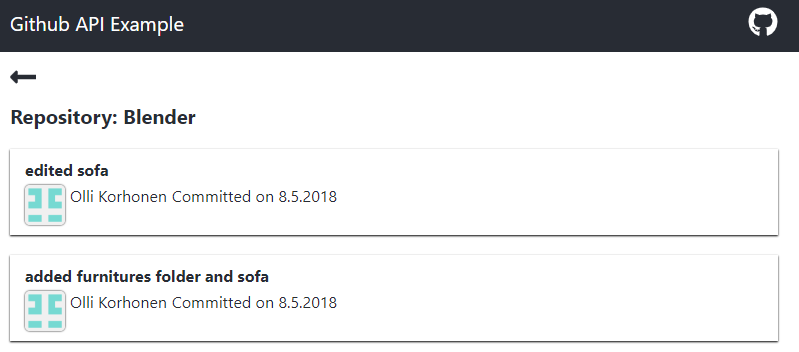 Github API Example
Repository: Blender
edited sofa
Olli Korhonen Committed on 8.5.2018
added furnitures folder and sofa
Olli Korhonen Committed on 8.5.2018